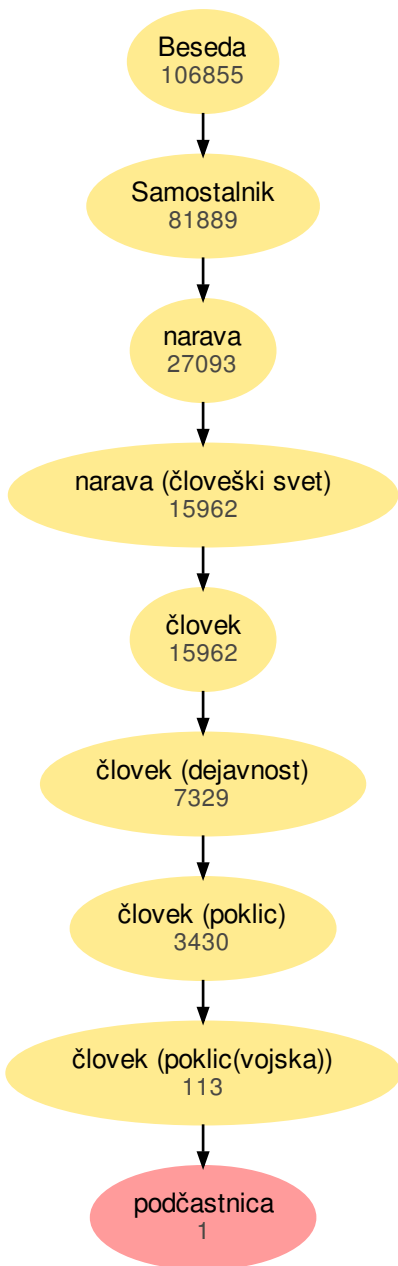 Beseda
106855
Samostalnik
81889
narava
27093
narava (človeški svet)
15962
človek
15962
človek (dejavnost)
7329
človek (poklic)
3430
človek (poklic(vojska))
113
podčastnica
1